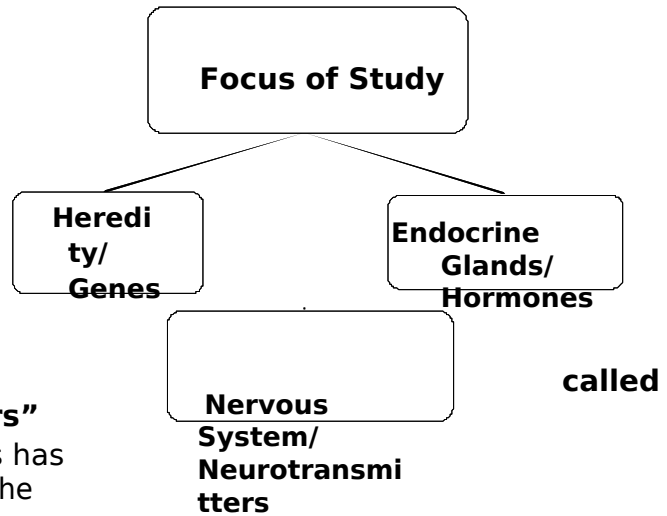 Focus of Study
Heredi
ty/
Genes
Endocrine
Glands/
Hormones
called
Nervous
System/
Neurotransmi
tters
rs”
s has
he